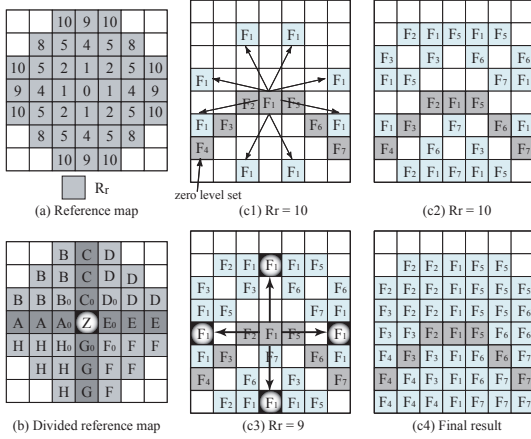 10 9 10
8 5 4 5 8
10 5 2 1 2 5 10
9 4 1 0 1 4 9
10 5 2 1 2 5 10
8 5 4 5 8
10 9 10
Rr
(a) Reference map
F1 F1
F1 F1
F1 F5
F1 F3 F6 F1
F4 F7
zero level set
(c1) Rr = 10
F2 F1 F5 F1 F5
F3 F3 F6 F6
F1 F5 F1 F5
F2 F1 F5
F1 F3 F7 F6 F1
F4 F6 F3 F7
F2 F1 F7 F1 F5
(c2) Rr = 10
B C D
B B C D D
B B B0 C0 D0 D D
A A A0 Z E0 E E
H H H0 G0 F0 F F
H H G F F
H G F
(b) Divided reference map
F2 F1 F1 F1 F5
F3 F3 F6 F6
F1 F5 F1 F5
F1 F2 F1 F5 F1
F1 F3 F7 F6 F1
F4 F6 F3 F7
F2 F1 F1 F1 F5
(c3) Rr = 9
F2 F2 F1 F5 F5
F3 F2 F2 F1 F5 F5 F6
F2 F2 F2 F1 F5 F5 F5
F4 F2 F2 F1 F5 F5 F7
F4 F3 F3 F1 F6 F6 F7
F4 F3 F3 F1 F6 F6 F7
F4 F4 F3 F1 F6 F7 F7
(c4) Final result